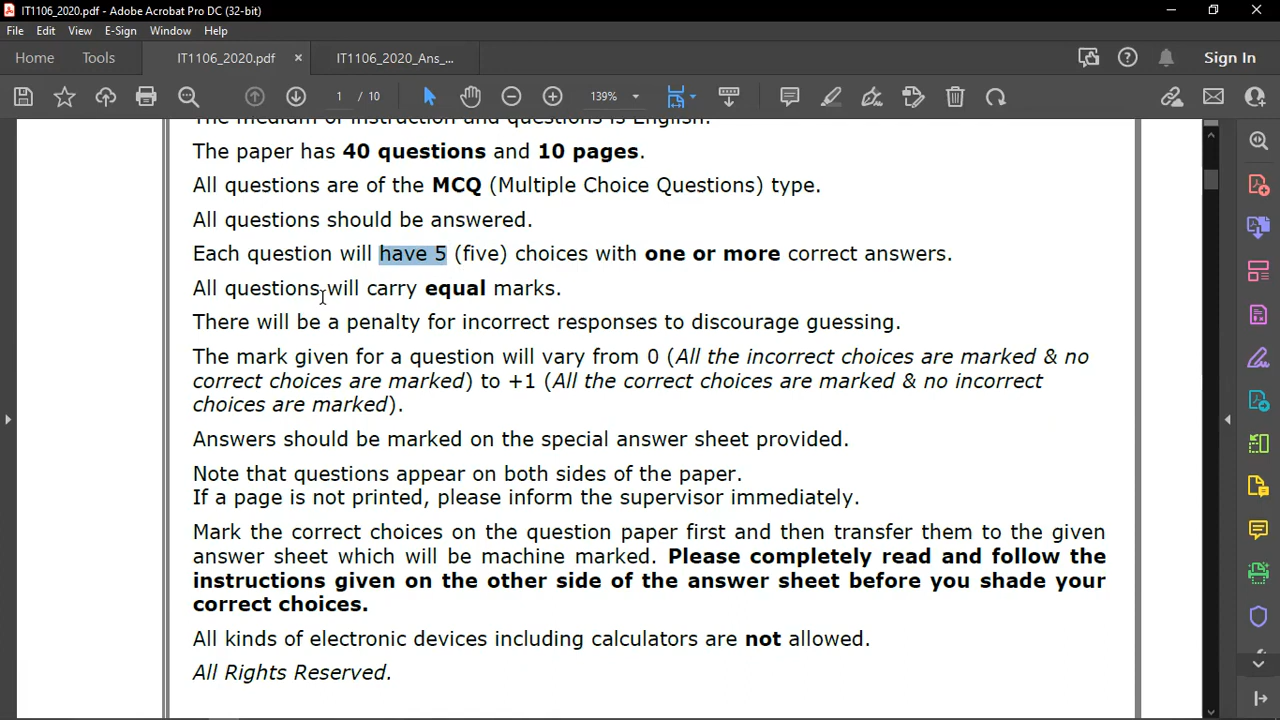 IT1106_2020.pdf - Adobe Acrobat Pro DC (32-bit)
File Edit View E-Sign Window Help
Home Tools IT1106_2020.pdf × IT1106_2020_Ans_... Sign In
1 / 10 139%
The medium of instruction and questions is English.
The paper has 40 questions and 10 pages.
All questions are of the MCQ (Multiple Choice Questions) type.
All questions should be answered.
Each question will have 5 (five) choices with one or more correct answers.
All questions will carry equal marks.
There will be a penalty for incorrect responses to discourage guessing.
The mark given for a question will vary from 0 (All the incorrect choices are marked & no
correct choices are marked) to +1 (All the correct choices are marked & no incorrect
choices are marked).
Answers should be marked on the special answer sheet provided.
Note that questions appear on both sides of the paper.
If a page is not printed, please inform the supervisor immediately.
Mark the correct choices on the question paper first and then transfer them to the given
answer sheet which will be machine marked. Please completely read and follow the
instructions given on the other side of the answer sheet before you shade your
correct choices.
All kinds of electronic devices including calculators are not allowed.
All Rights Reserved.